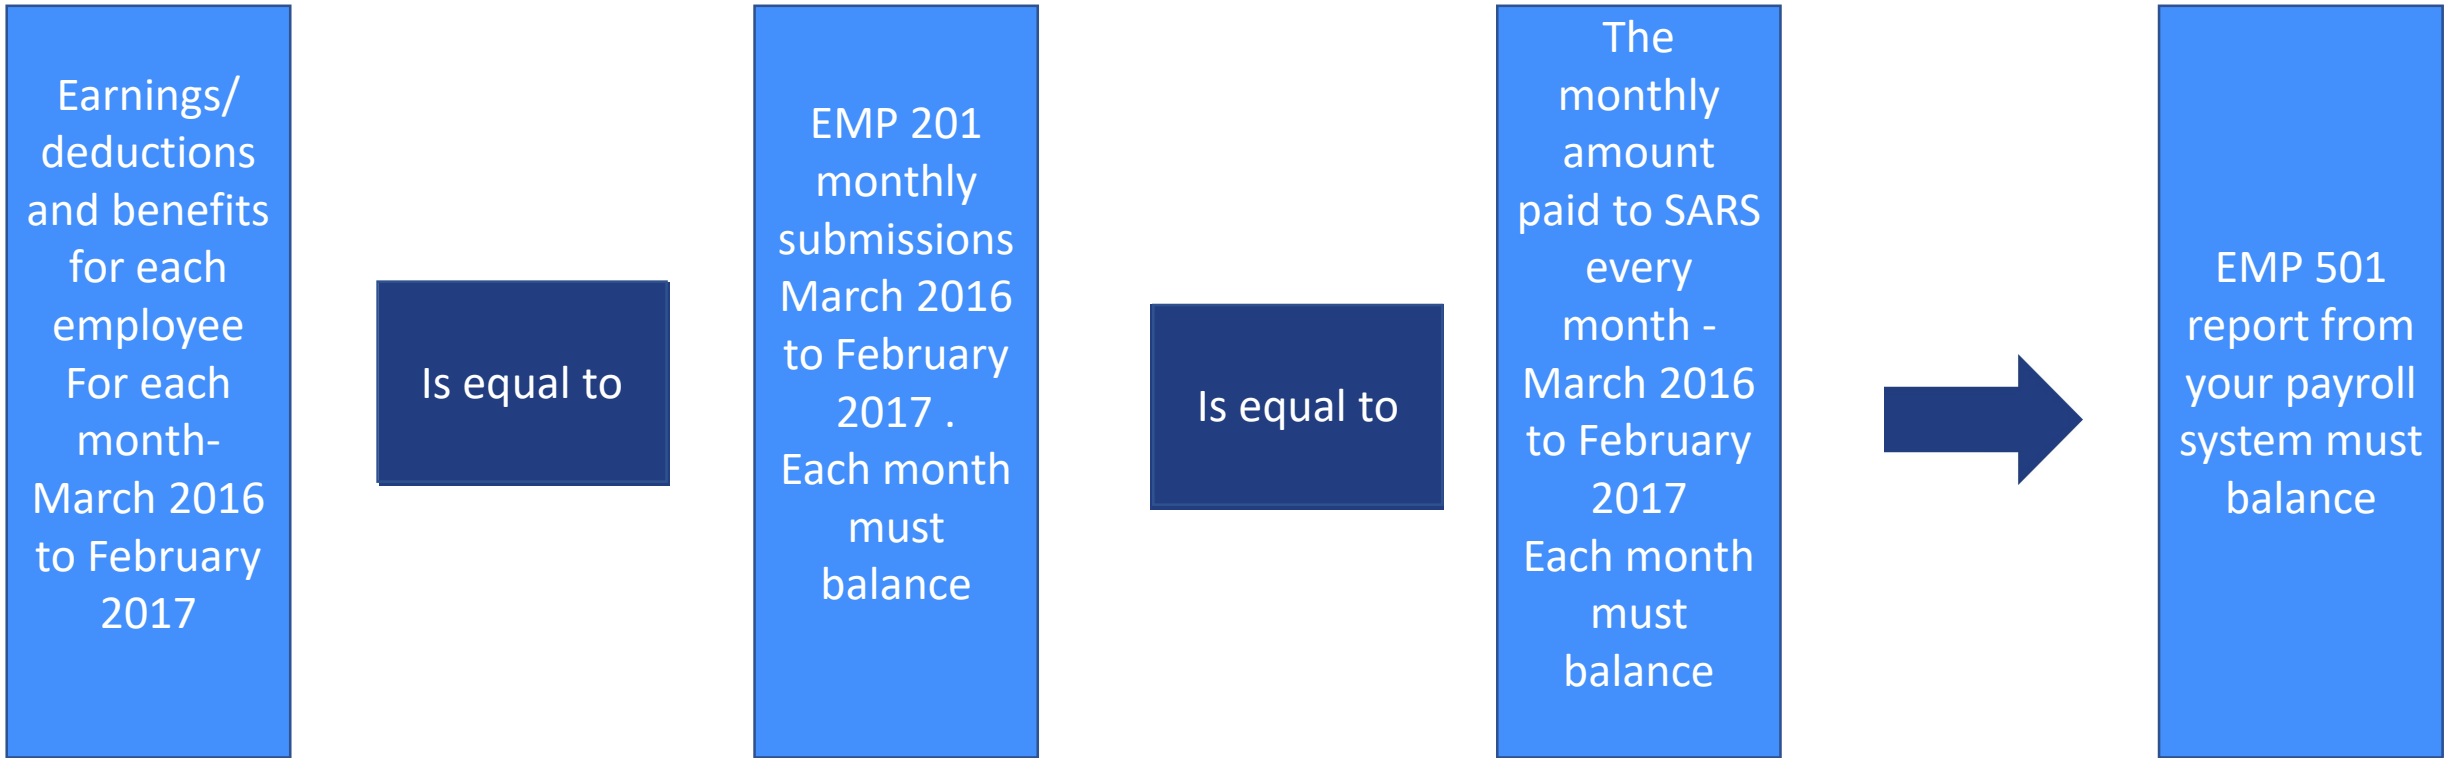 Earnings/
deductions
and benefits
for each
employee
For each
month-
March 2016
to February
2017
Is equal to
EMP 201
monthly
submissions
March 2016
to February
2017 .
Each month
must
balance
Is equal to
The
monthly
amount
paid to SARS
every
month -
March 2016
to February
2017
Each month
must
balance
EMP 501
report from
your payroll
system must
balance